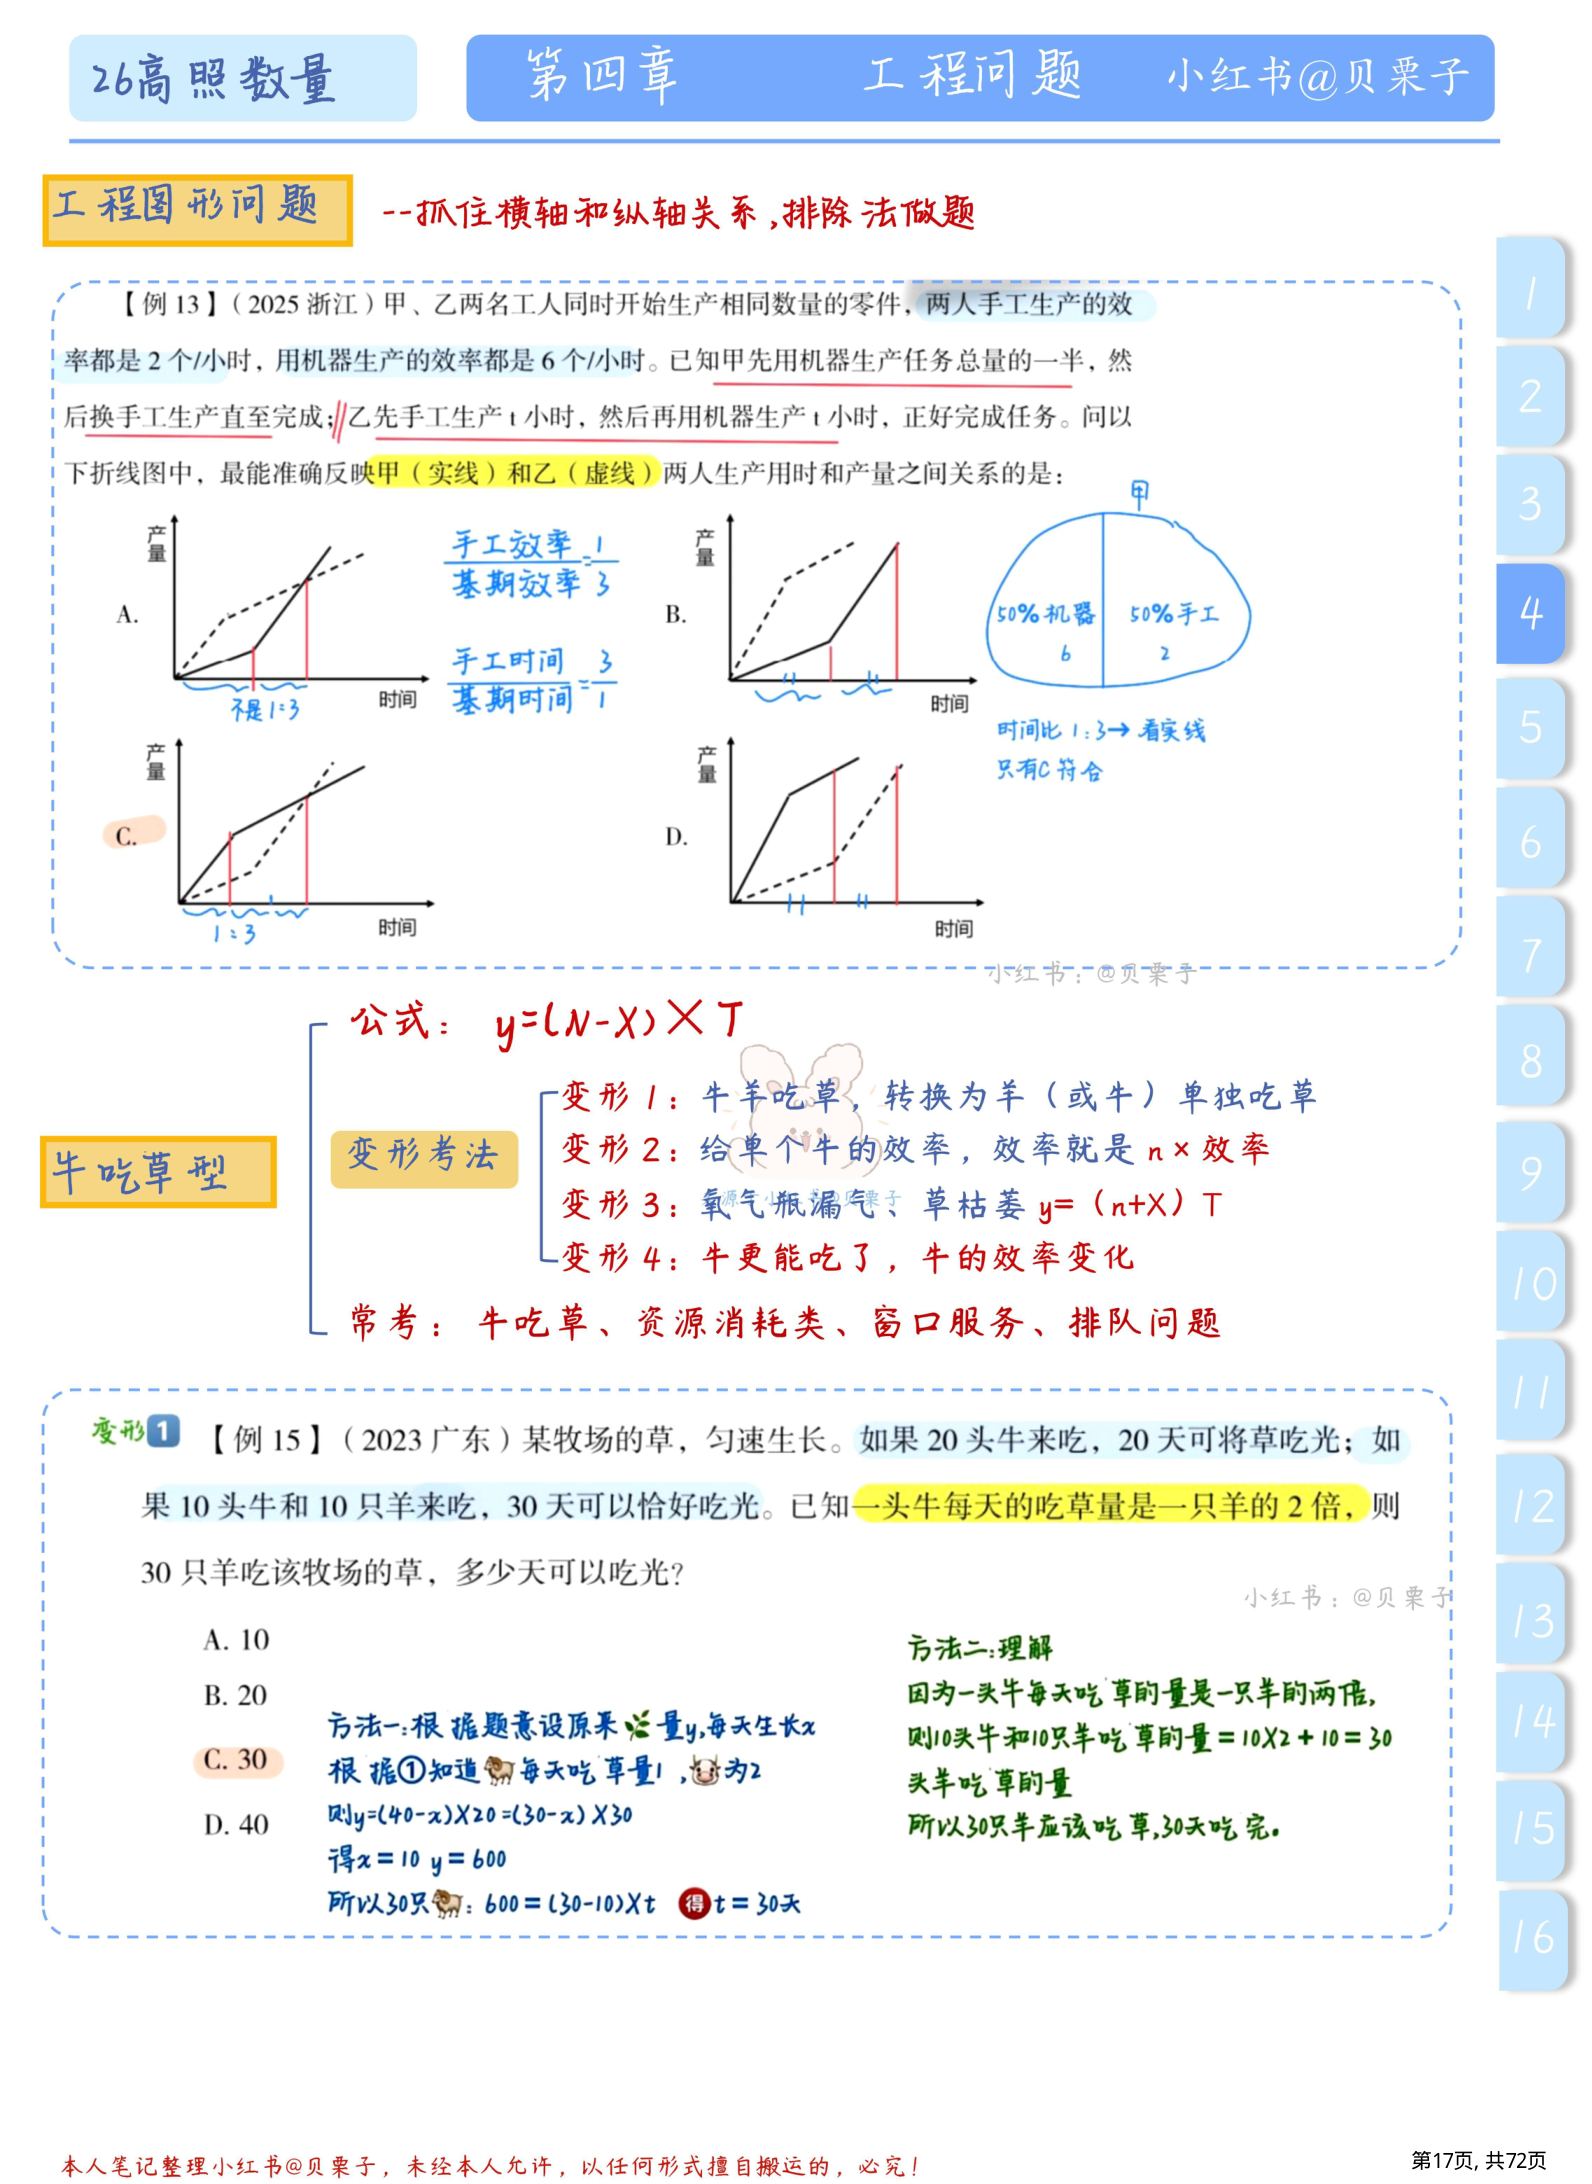 26高照数量
第四章 工程问题 小红书@贝栗子
工程图形问题 --抓住横轴和纵轴关系,排除法做题
【例 13】（2025 浙江）甲、乙两名工人同时开始生产相同数量的零件，两人手工生产的效
率都是 2 个/小时，用机器生产的效率都是 6 个/小时。已知甲先用机器生产任务总量的一半，然
后换手工生产直至完成；乙先手工生产 t 小时，然后再用机器生产 t 小时，正好完成任务。问以
下折线图中，最能准确反映甲（实线）和乙（虚线）两人生产用时和产量之间关系的是：
A.
产量
时间
不是1:3
手工效率/基期效率=1/3
手工时间/基期时间=3/1
B.
产量
时间
甲
50%机器 50%手工
6 2
时间比 1:3→看实线
只有C符合
C.
产量
时间
1:3
D.
产量
时间
小红书：@贝栗子
牛吃草型
公式： y=(N-X)×T
变形考法
变形 1：牛羊吃草，转换为羊（或牛）单独吃草
变形 2：给单个牛的效率，效率就是 n×效率
变形 3：氧气瓶漏气、草枯萎 y=（n+X）T
变形 4：牛更能吃了，牛的效率变化
常考：牛吃草、资源消耗类、窗口服务、排队问题
变形1 【例 15】（2023 广东）某牧场的草，匀速生长。如果 20 头牛来吃，20 天可将草吃光；如
果 10 头牛和 10 只羊来吃，30 天可以恰好吃光。已知一头牛每天的吃草量是一只羊的 2 倍，则
30 只羊吃该牧场的草，多少天可以吃光？
小红书：@贝栗子
A. 10
B. 20
C. 30
D. 40
方法一:根据题意设原来🌿量y,每天生长x
根据①知道🐏每天吃草量1,🐮为2
则y=(40-x)X20=(30-x)X30
得x=10 y=600
所以30只🐏：600=(30-10)Xt 得t=30天
方法二:理解
因为一头牛每天吃草的量是一只羊的两倍,
则10头牛和10只羊吃草的量=10X2+10=30
头羊吃草的量
所以30只羊应该吃草,30天吃完。
1
2
3
4
5
6
7
8
9
10
11
12
13
14
15
16
本人笔记整理小红书@贝栗子，未经本人允许，以任何形式擅自搬运的，必究！
第17页, 共72页